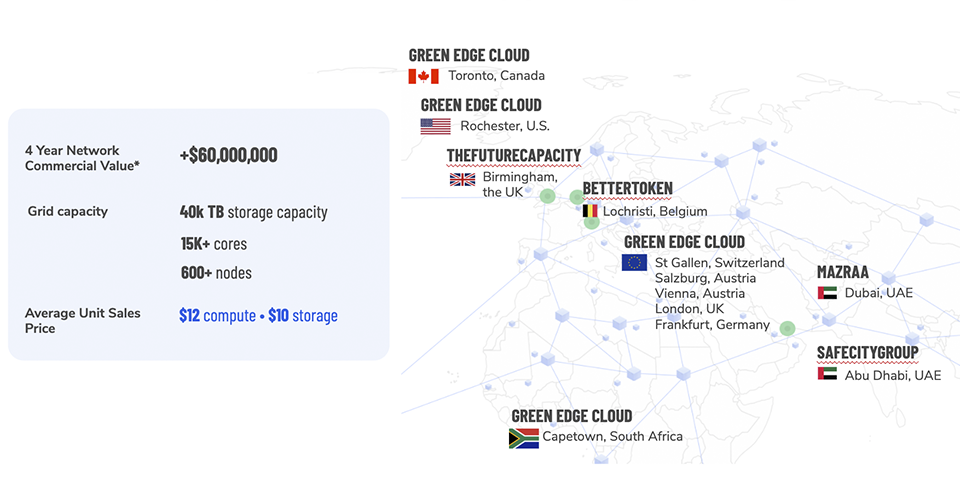 GREEN EDGE CLOUD
Toronto, Canada
GREEN EDGE CLOUD
Rochester, U.S.
THEFUTURECAPACITY
Birmingham,
the UK
BETTERTOKEN
Lochristi, Belgium
GREEN EDGE CLOUD
St Gallen, Switzerland
Salzburg, Austria
Vienna, Austria
London, UK
Frankfurt, Germany
MAZRAA
Dubai, UAE
SAFECITYGROUP
Abu Dhabi, UAE
GREEN EDGE CLOUD
Capetown, South Africa
4 Year Network
Commercial Value*
+$60,000,000
Grid capacity
40k TB storage capacity
15K+ cores
600+ nodes
Average Unit Sales
Price
$12 compute • $10 storage